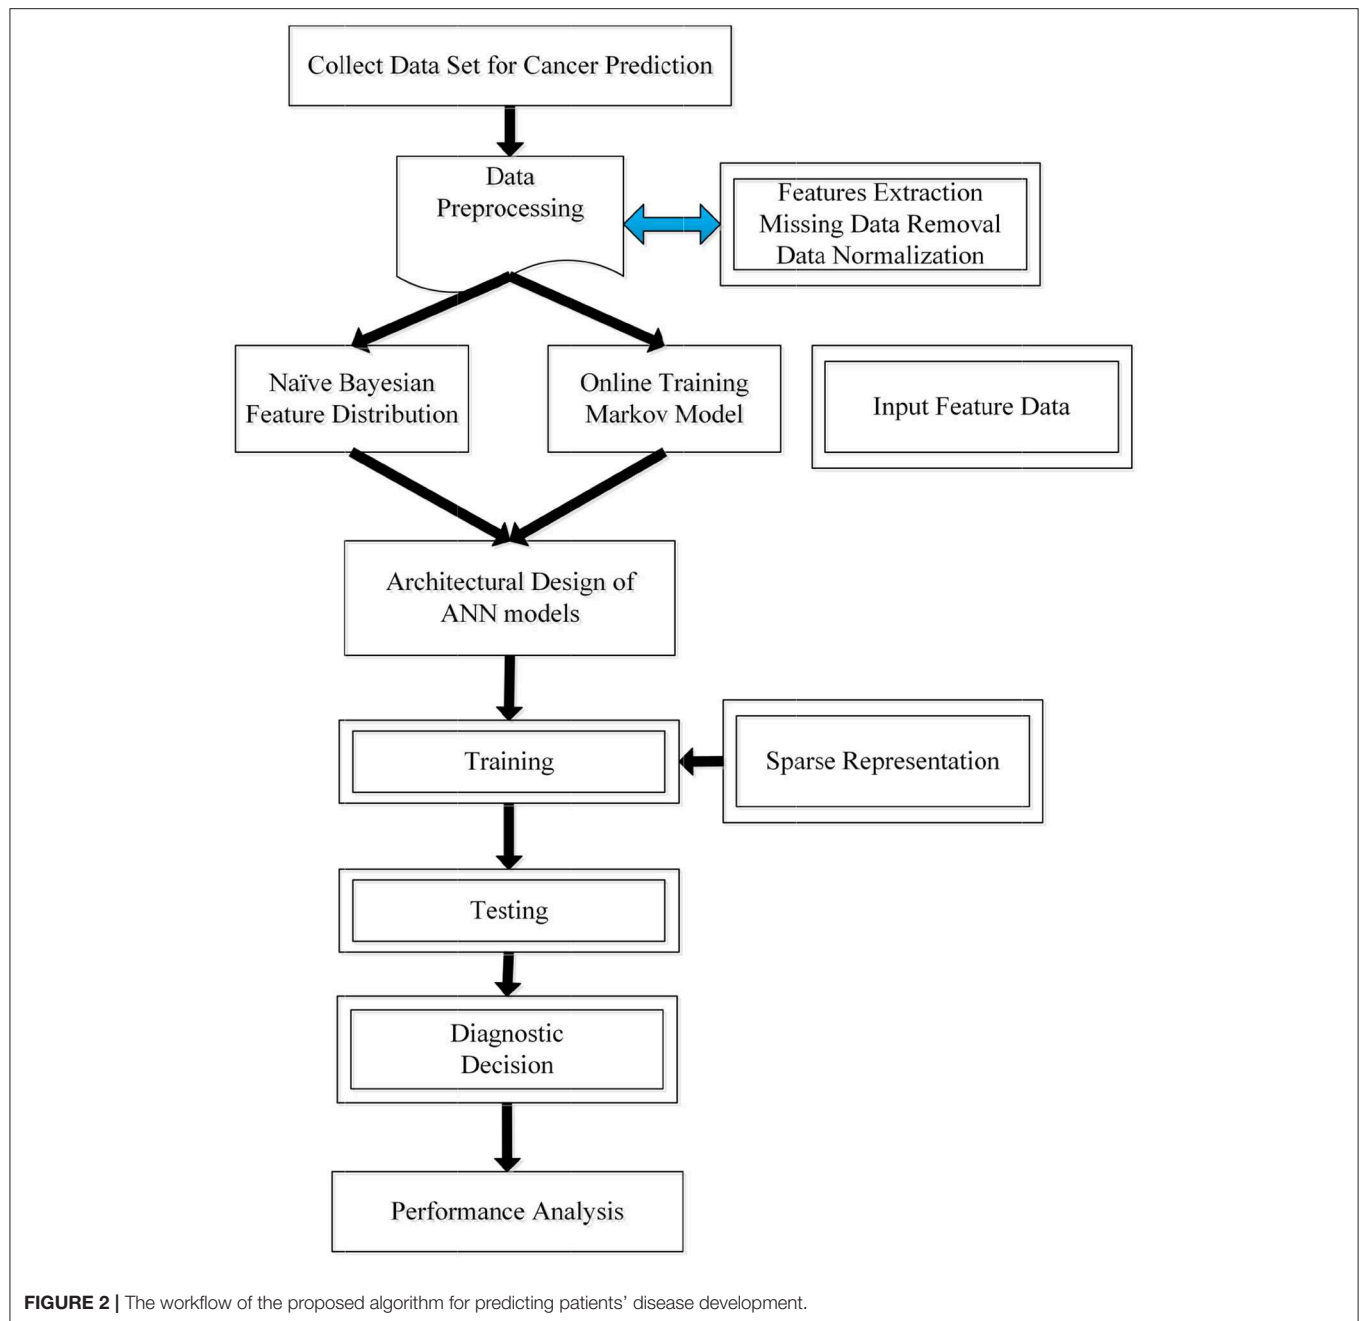 Collect Data Set for Cancer Prediction
Data
Preprocessing
Features Extraction
Missing Data Removal
Data Normalization
Naïve Bayesian
Feature Distribution
Online Training
Markov Model
Input Feature Data
Architectural Design of
ANN models
Training
Sparse Representation
Testing
Diagnostic
Decision
Performance Analysis
FIGURE 2 | The workflow of the proposed algorithm for predicting patients' disease development.